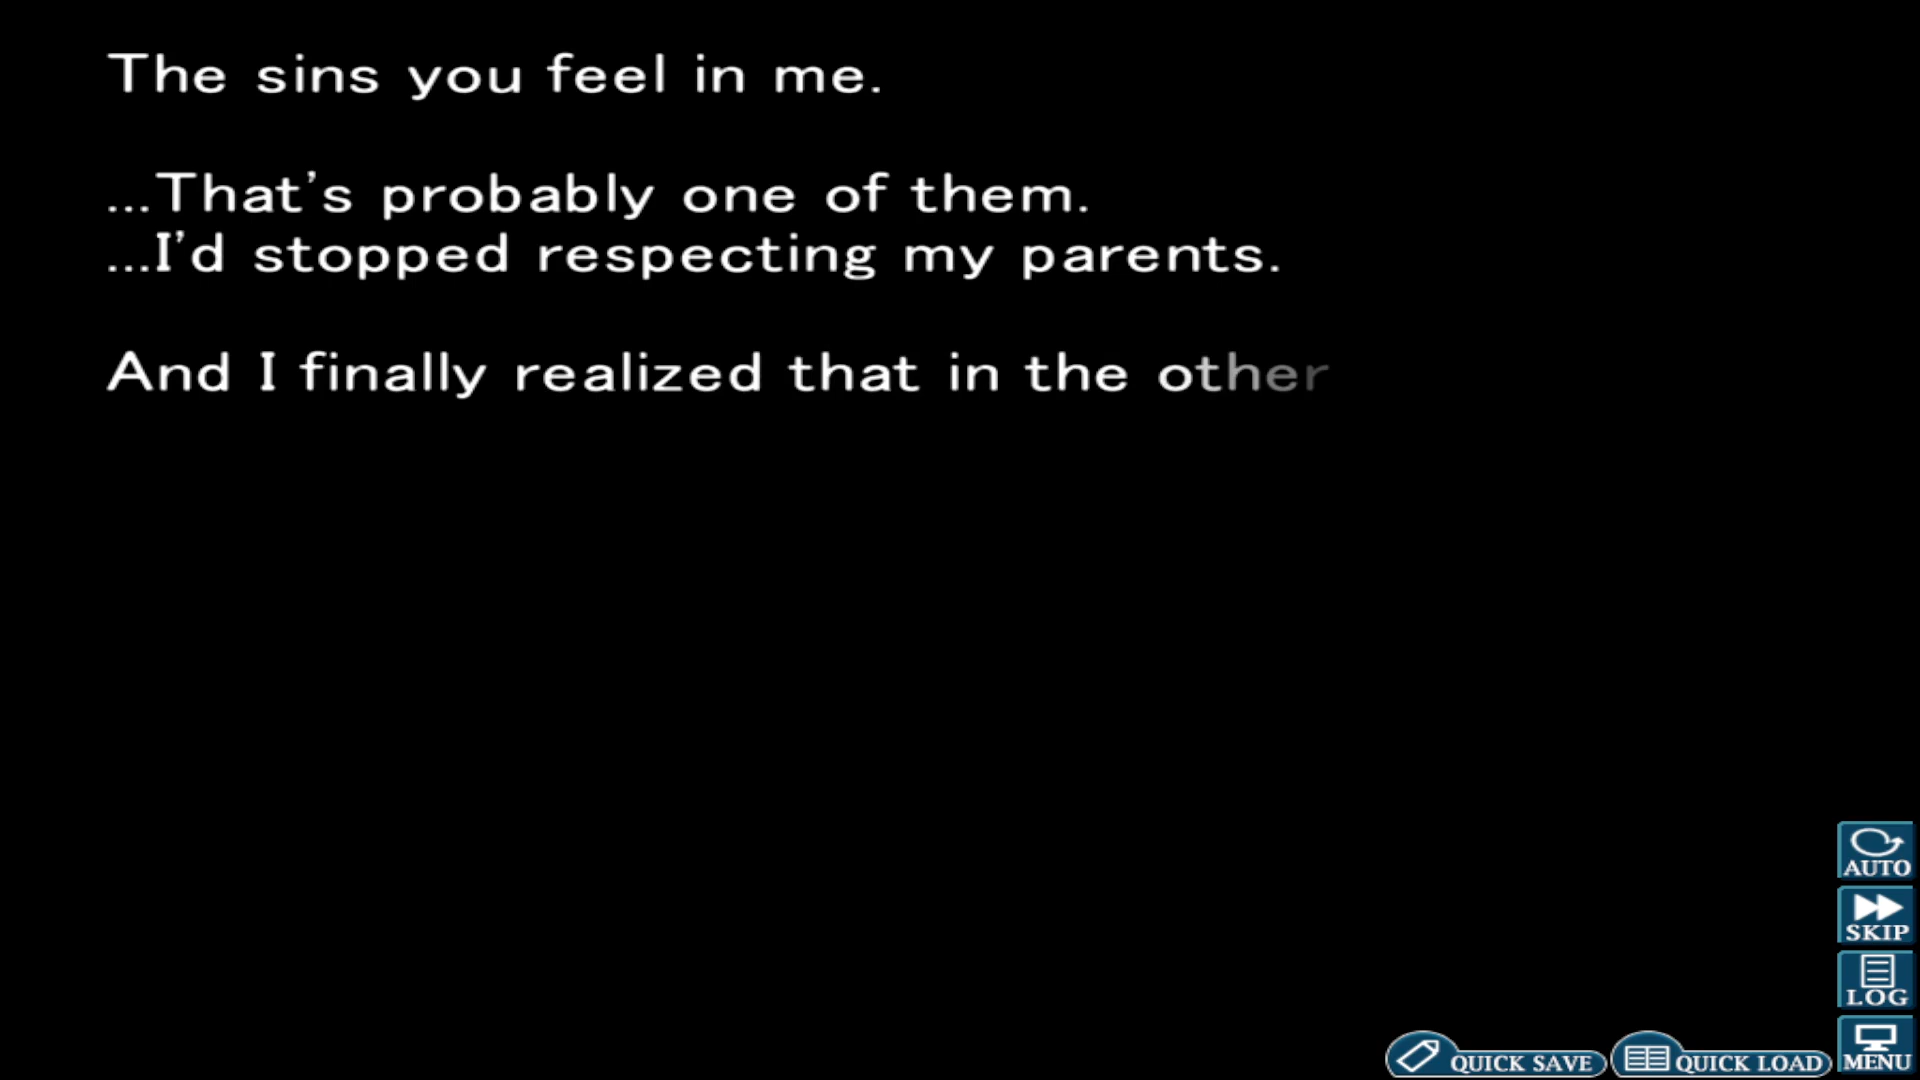 The sins you feel in me.
...That's probably one of them.
...I'd stopped respecting my parents.
And I finally realized that in the other
AUTO
SKIP
LOG
MENU
QUICK SAVE
QUICK LOAD